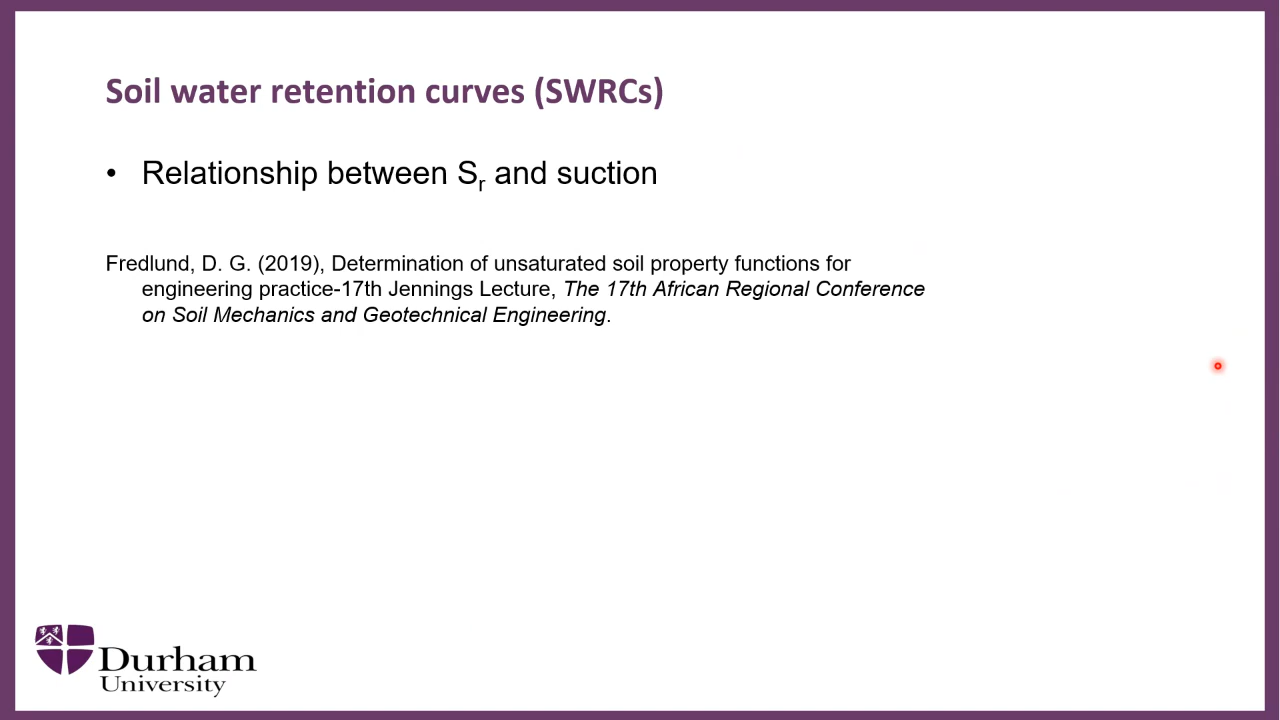 Soil water retention curves (SWRCs)
• Relationship between Sr and suction
Fredlund, D. G. (2019), Determination of unsaturated soil property functions for
engineering practice-17th Jennings Lecture, The 17th African Regional Conference
on Soil Mechanics and Geotechnical Engineering.
Durham
University